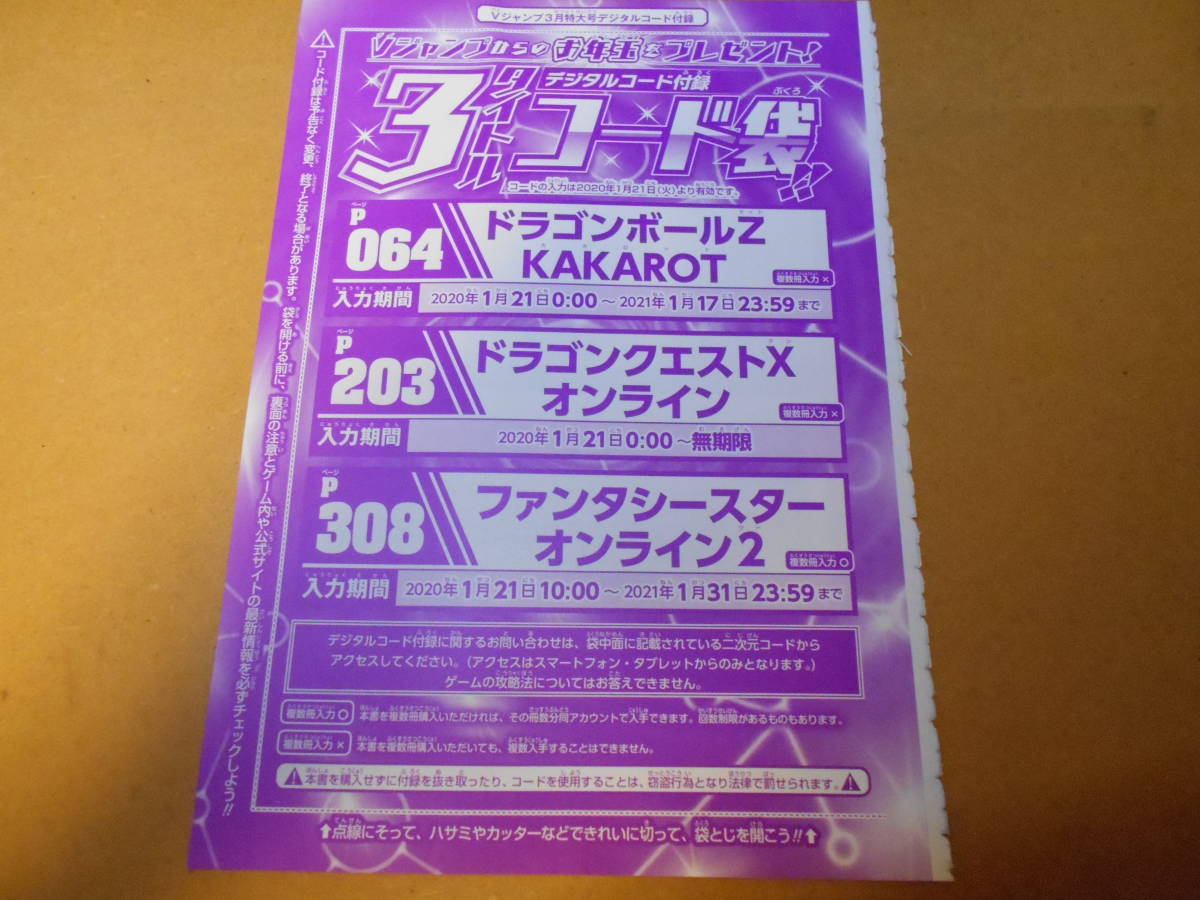 Vジャンプ3月特大号デジタルコード付録
Vジャンプからのお年玉をプレゼント!
3タイトル
デジタルコード付録
コード袋!!
コードの入力は2020年1月21日(火)より有効です。
P064
ドラゴンボールZ
KAKAROT
複数冊入力×
入力期間 2020年1月21日0:00～2021年1月17日23:59まで
P203
ドラゴンクエストX
オンライン
複数冊入力×
入力期間 2020年1月21日0:00～無期限
P308
ファンタシースター
オンライン2
複数冊入力○
入力期間 2020年1月21日10:00～2021年1月31日23:59まで
デジタルコード付録に関するお問い合わせは、袋中面に記載されている二次元コードから
アクセスしてください。(アクセスはスマートフォン・タブレットからのみとなります。)
ゲームの攻略法についてはお答えできません。
複数冊入力○ 本書を複数冊購入いただければ、その冊数分同アカウントで入手できます。回数制限があるものもあります。
複数冊入力× 本書を複数冊購入いただいても、複数入手することはできません。
⚠本書を購入せずに付録を抜き取ったり、コードを使用することは、窃盗行為となり法律で罰せられます。⚠
⬆点線にそって、ハサミやカッターなどできれいに切って、袋とじを開こう!!⬆
⚠コード付録は予告なく変更、終了となる場合があります。袋を開ける前に、裏面の注意とゲーム内や公式サイトの最新情報を必ずチェックしよう!!